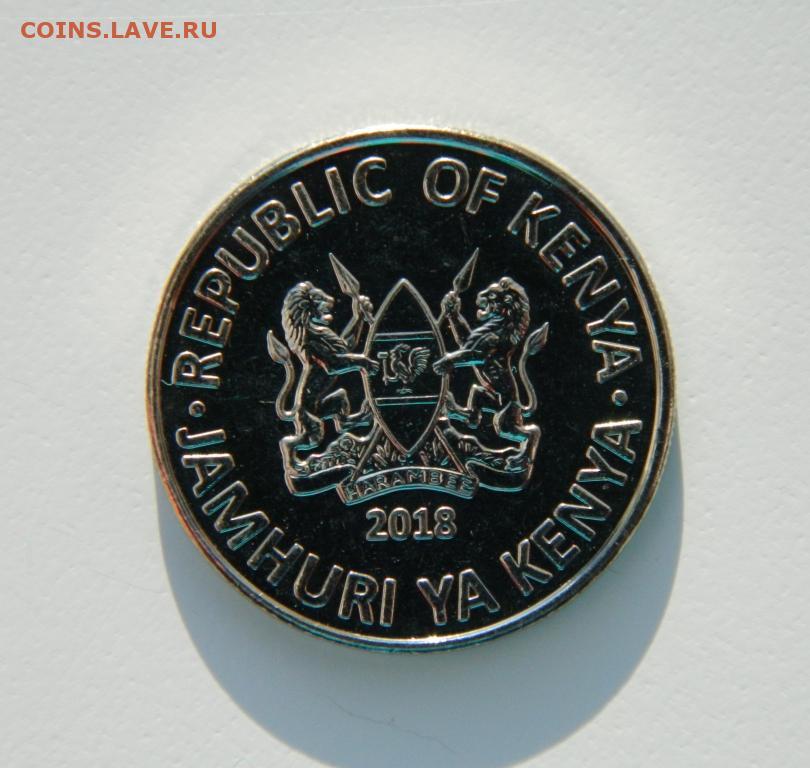 COINS.LAVE.RU
· REPUBLIC OF KENYA ·
HARAMBEE
2018
JAMHURI YA KENYA